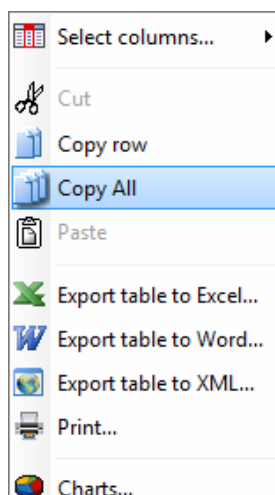 Select columns...
Cut
Copy row
Copy All
Paste
Export table to Excel...
Export table to Word...
Export table to XML...
Print...
Charts...